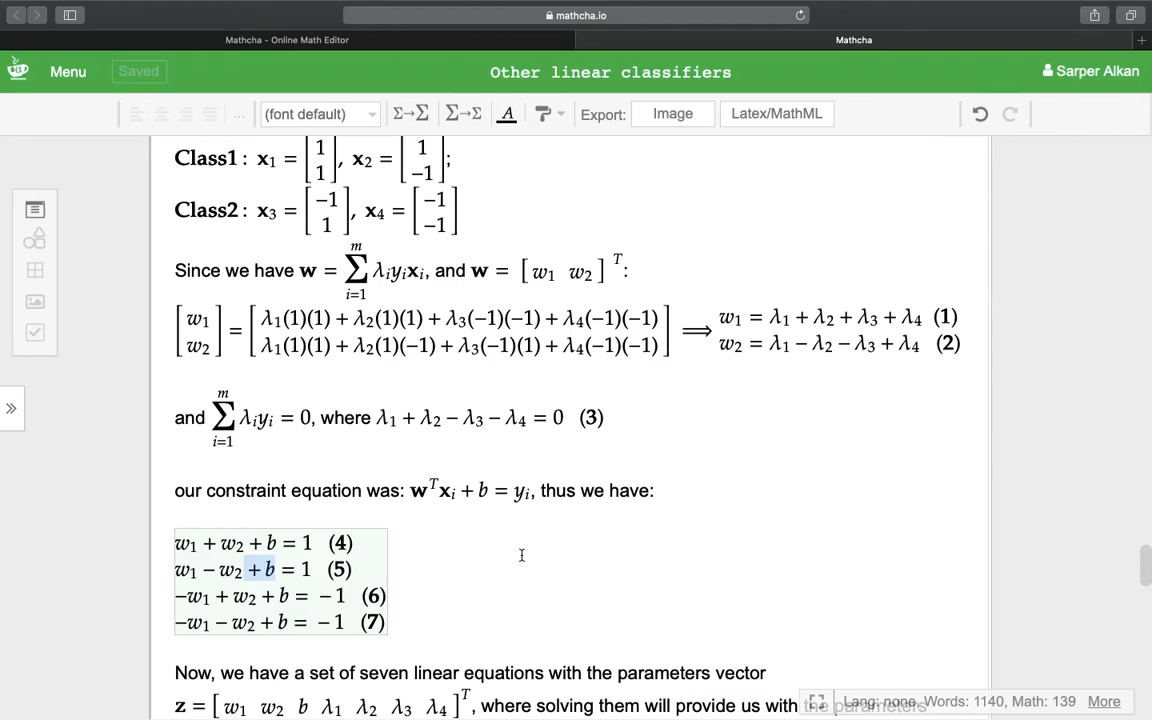 mathcha.io
Mathcha - Online Math Editor
Mathcha
Menu
Saved
Other linear classifiers
Sarper Alkan
(font default)
Σ→Σ
Σ→Σ
A
Export:
Image
Latex/MathML
Class1 : x₁ = [1 1], x₂ = [1 −1];
Class2 : x₃ = [−1 1], x₄ = [−1 −1]
Since we have w = ∑_{i=1}^{m} λᵢyᵢxᵢ, and w = [ w₁ w₂ ]ᵀ:
[w₁ w₂] = [λ₁(1)(1) + λ₂(1)(1) + λ₃(−1)(−1) + λ₄(−1)(−1) ⟹ w₁ = λ₁ + λ₂ + λ₃ + λ₄ (1)
λ₁(1)(1) + λ₂(1)(−1) + λ₃(−1)(1) + λ₄(−1)(−1)] w₂ = λ₁ − λ₂ − λ₃ + λ₄ (2)
and ∑_{i=1}^{m} λᵢyᵢ = 0, where λ₁ + λ₂ − λ₃ − λ₄ = 0 (3)
our constraint equation was: wᵀxᵢ + b = yᵢ, thus we have:
w₁ + w₂ + b = 1 (4)
w₁ − w₂ + b = 1 (5)
−w₁ + w₂ + b = − 1 (6)
−w₁ − w₂ + b = − 1 (7)
Now, we have a set of seven linear equations with the parameters vector
z = [ w₁ w₂ b λ₁ λ₂ λ₃ λ₄ ]ᵀ, where solving them will provide us with the parameters
Lang: none, Words: 1140, Math: 139 More